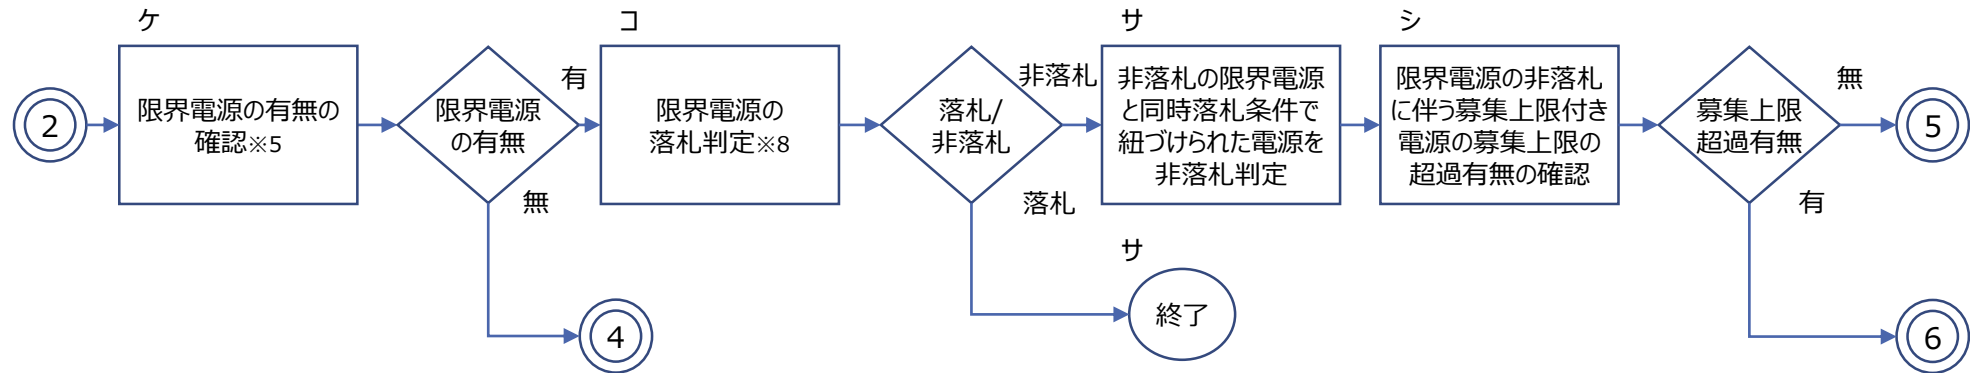 ケ
コ
サ
シ
2
限界電源の有無の
確認※5
限界電源
の有無
有
無
限界電源の
落札判定※8
落札/
非落札
非落札
落札
非落札の限界電源
と同時落札条件で
紐づけられた電源を
非落札判定
限界電源の非落札
に伴う募集上限付き
電源の募集上限の
超過有無の確認
募集上限
超過有無
無
有
5
サ
4
終了
6